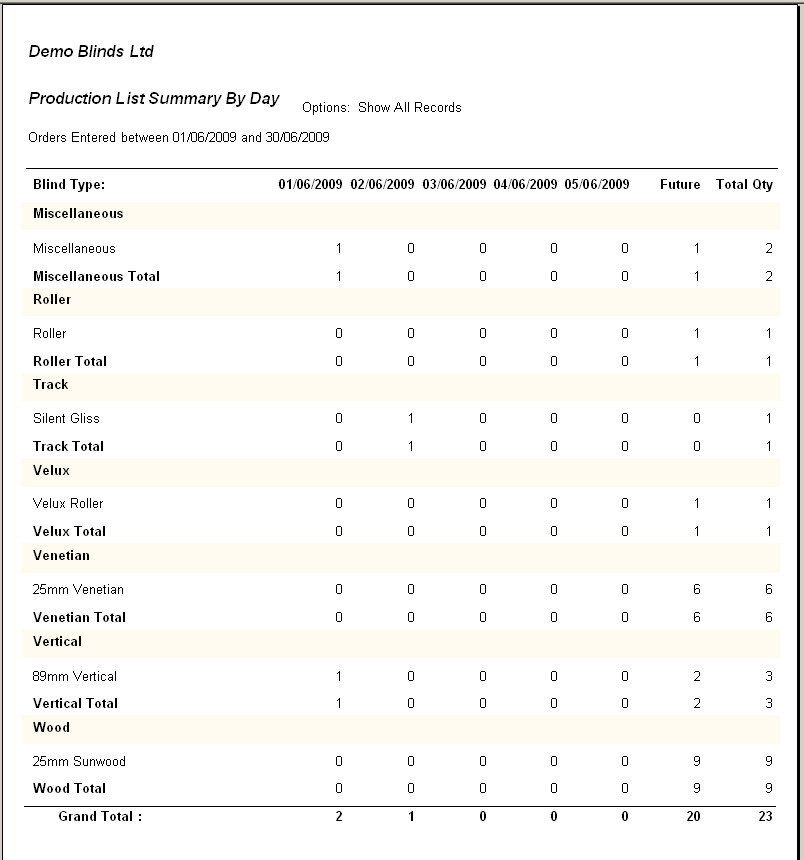 Demo Blinds Ltd
Production List Summary By Day Options: Show All Records
Orders Entered between 01/06/2009 and 30/06/2009
Blind Type: 01/06/2009 02/06/2009 03/06/2009 04/06/2009 05/06/2009 Future Total Qty
Miscellaneous
Miscellaneous 1 0 0 0 0 1 2
Miscellaneous Total 1 0 0 0 0 1 2
Roller
Roller 0 0 0 0 0 1 1
Roller Total 0 0 0 0 0 1 1
Track
Silent Gliss 0 1 0 0 0 0 1
Track Total 0 1 0 0 0 0 1
Velux
Velux Roller 0 0 0 0 0 1 1
Velux Total 0 0 0 0 0 1 1
Venetian
25mm Venetian 0 0 0 0 0 6 6
Venetian Total 0 0 0 0 0 6 6
Vertical
89mm Vertical 1 0 0 0 0 2 3
Vertical Total 1 0 0 0 0 2 3
Wood
25mm Sunwood 0 0 0 0 0 9 9
Wood Total 0 0 0 0 0 9 9
Grand Total : 2 1 0 0 0 20 23